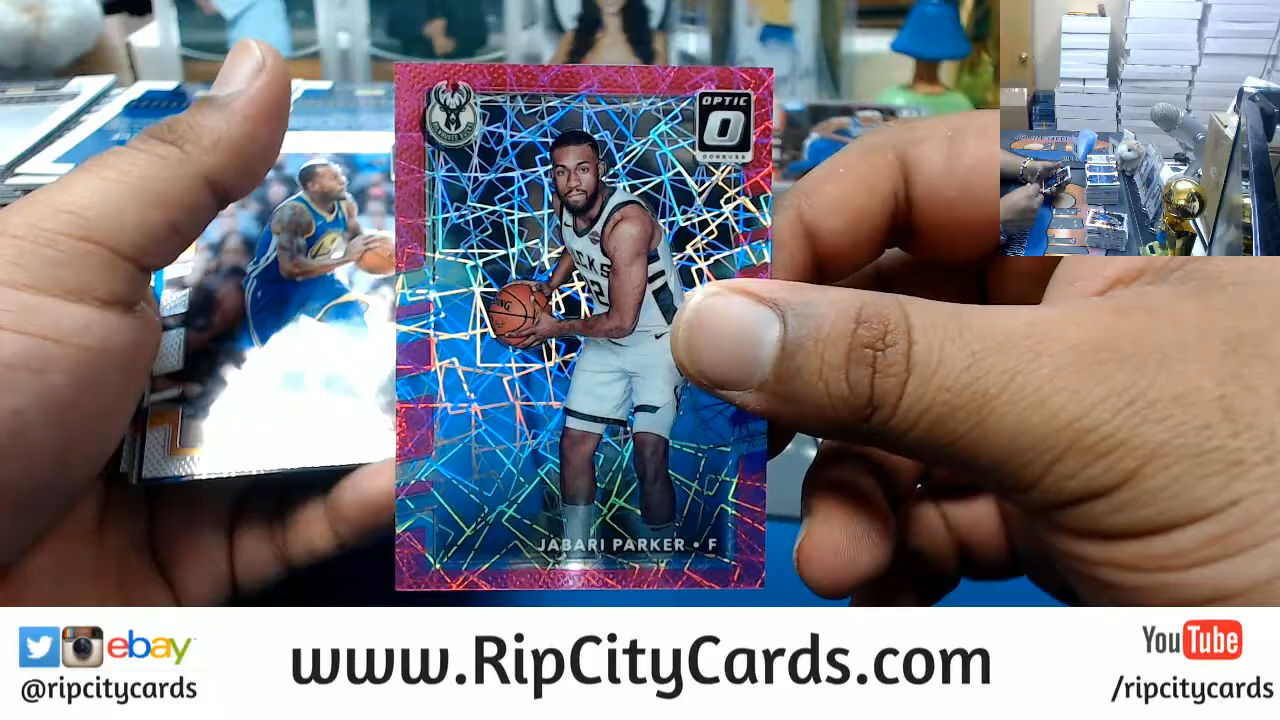 OPTIC
DONRUSS
JABARI PARKER • F
ebay
@ripcitycards
www.RipCityCards.com
YouTube
/ripcitycards